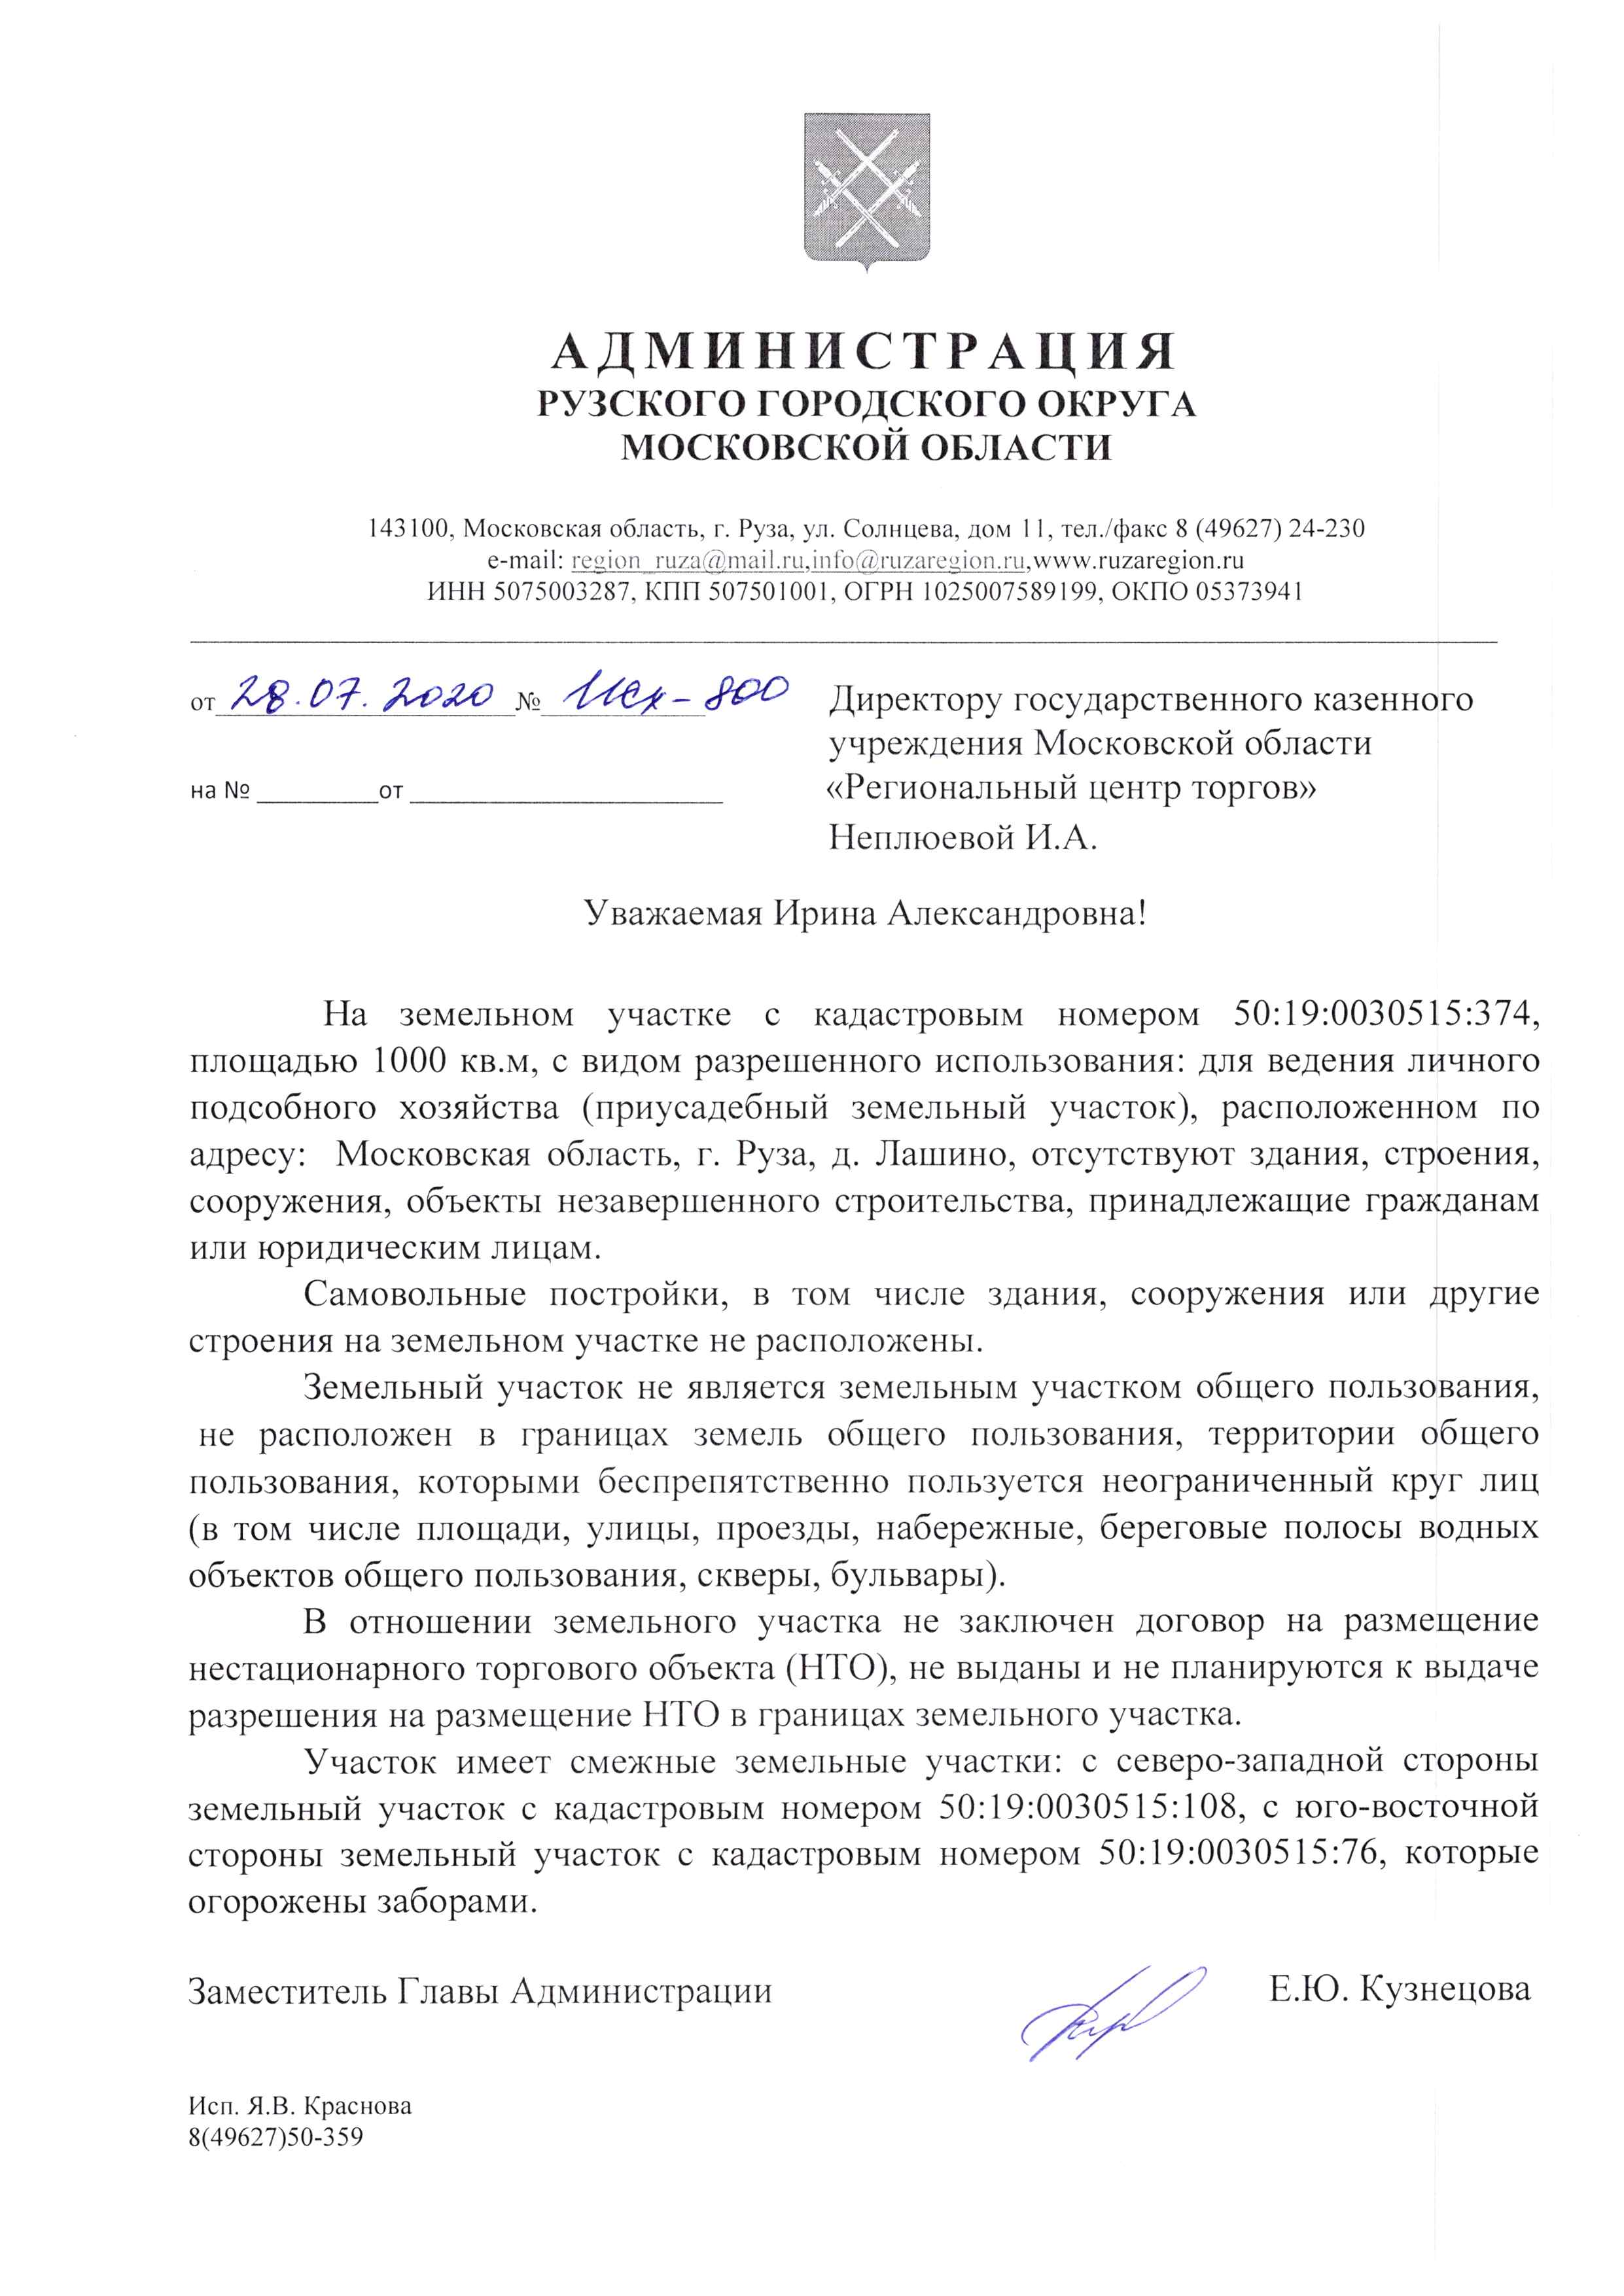 АДМИНИСТРАЦИЯ
РУЗСКОГО ГОРОДСКОГО ОКРУГА
МОСКОВСКОЙ ОБЛАСТИ
143100, Московская область, г. Руза, ул. Солнцева, дом 11, тел./факс 8 (49627) 24-230
e-mail: region_ruza@mail.ru,info@ruzaregion.ru,www.ruzaregion.ru
ИНН 5075003287, КПП 507501001, ОГРН 1025007589199, ОКПО 05373941
от 28.07.2020 № Исх-800
на № __________от _____________________
Директору государственного казенного
учреждения Московской области
«Региональный центр торгов»
Неплюевой И.А.
Уважаемая Ирина Александровна!
На земельном участке с кадастровым номером 50:19:0030515:374,
площадью 1000 кв.м, с видом разрешенного использования: для ведения личного
подсобного хозяйства (приусадебный земельный участок), расположенном по
адресу: Московская область, г. Руза, д. Лашино, отсутствуют здания, строения,
сооружения, объекты незавершенного строительства, принадлежащие гражданам
или юридическим лицам.
Самовольные постройки, в том числе здания, сооружения или другие
строения на земельном участке не расположены.
Земельный участок не является земельным участком общего пользования,
не расположен в границах земель общего пользования, территории общего
пользования, которыми беспрепятственно пользуется неограниченный круг лиц
(в том числе площади, улицы, проезды, набережные, береговые полосы водных
объектов общего пользования, скверы, бульвары).
В отношении земельного участка не заключен договор на размещение
нестационарного торгового объекта (НТО), не выданы и не планируются к выдаче
разрешения на размещение НТО в границах земельного участка.
Участок имеет смежные земельные участки: с северо-западной стороны
земельный участок с кадастровым номером 50:19:0030515:108, с юго-восточной
стороны земельный участок с кадастровым номером 50:19:0030515:76, которые
огорожены заборами.
Заместитель Главы Администрации Е.Ю. Кузнецова
Исп. Я.В. Краснова
8(49627)50-359